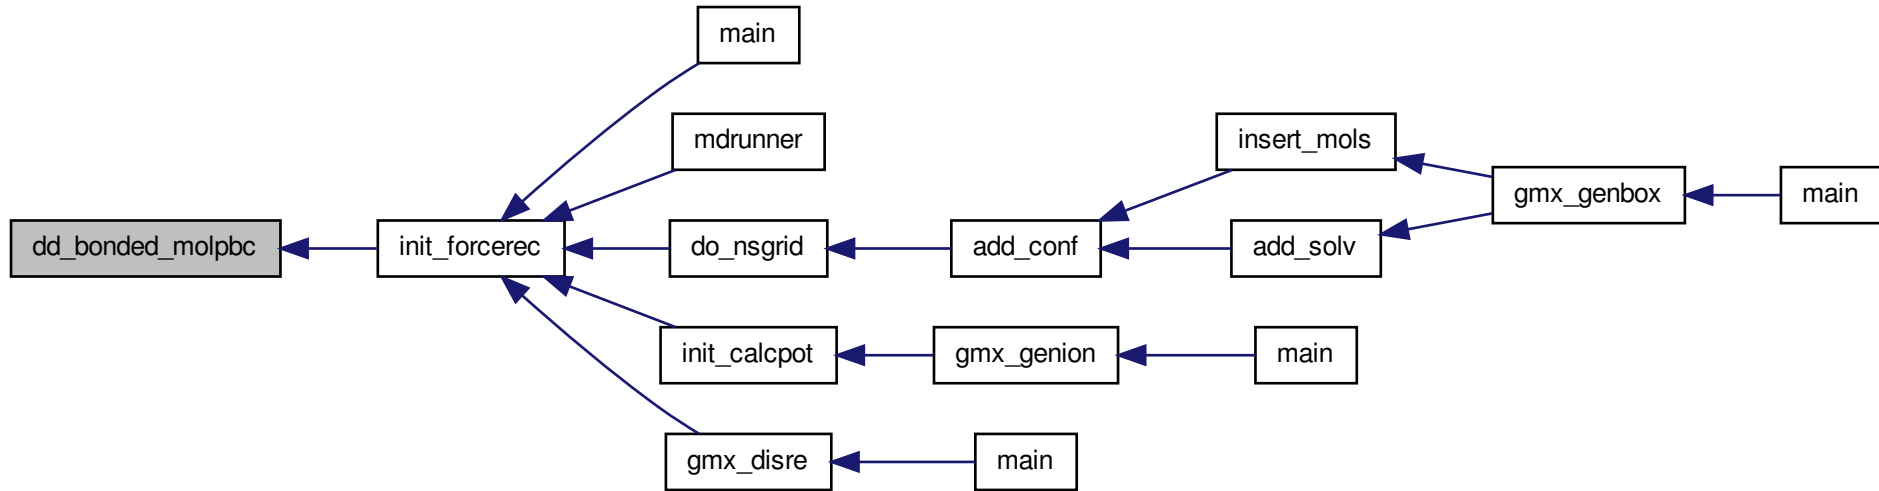 main
mdrunner
insert_mols
gmx_genbox
main
dd_bonded_molpbc
init_forcerec
do_nsgrid
add_conf
add_solv
init_calcpot
gmx_genion
main
gmx_disre
main